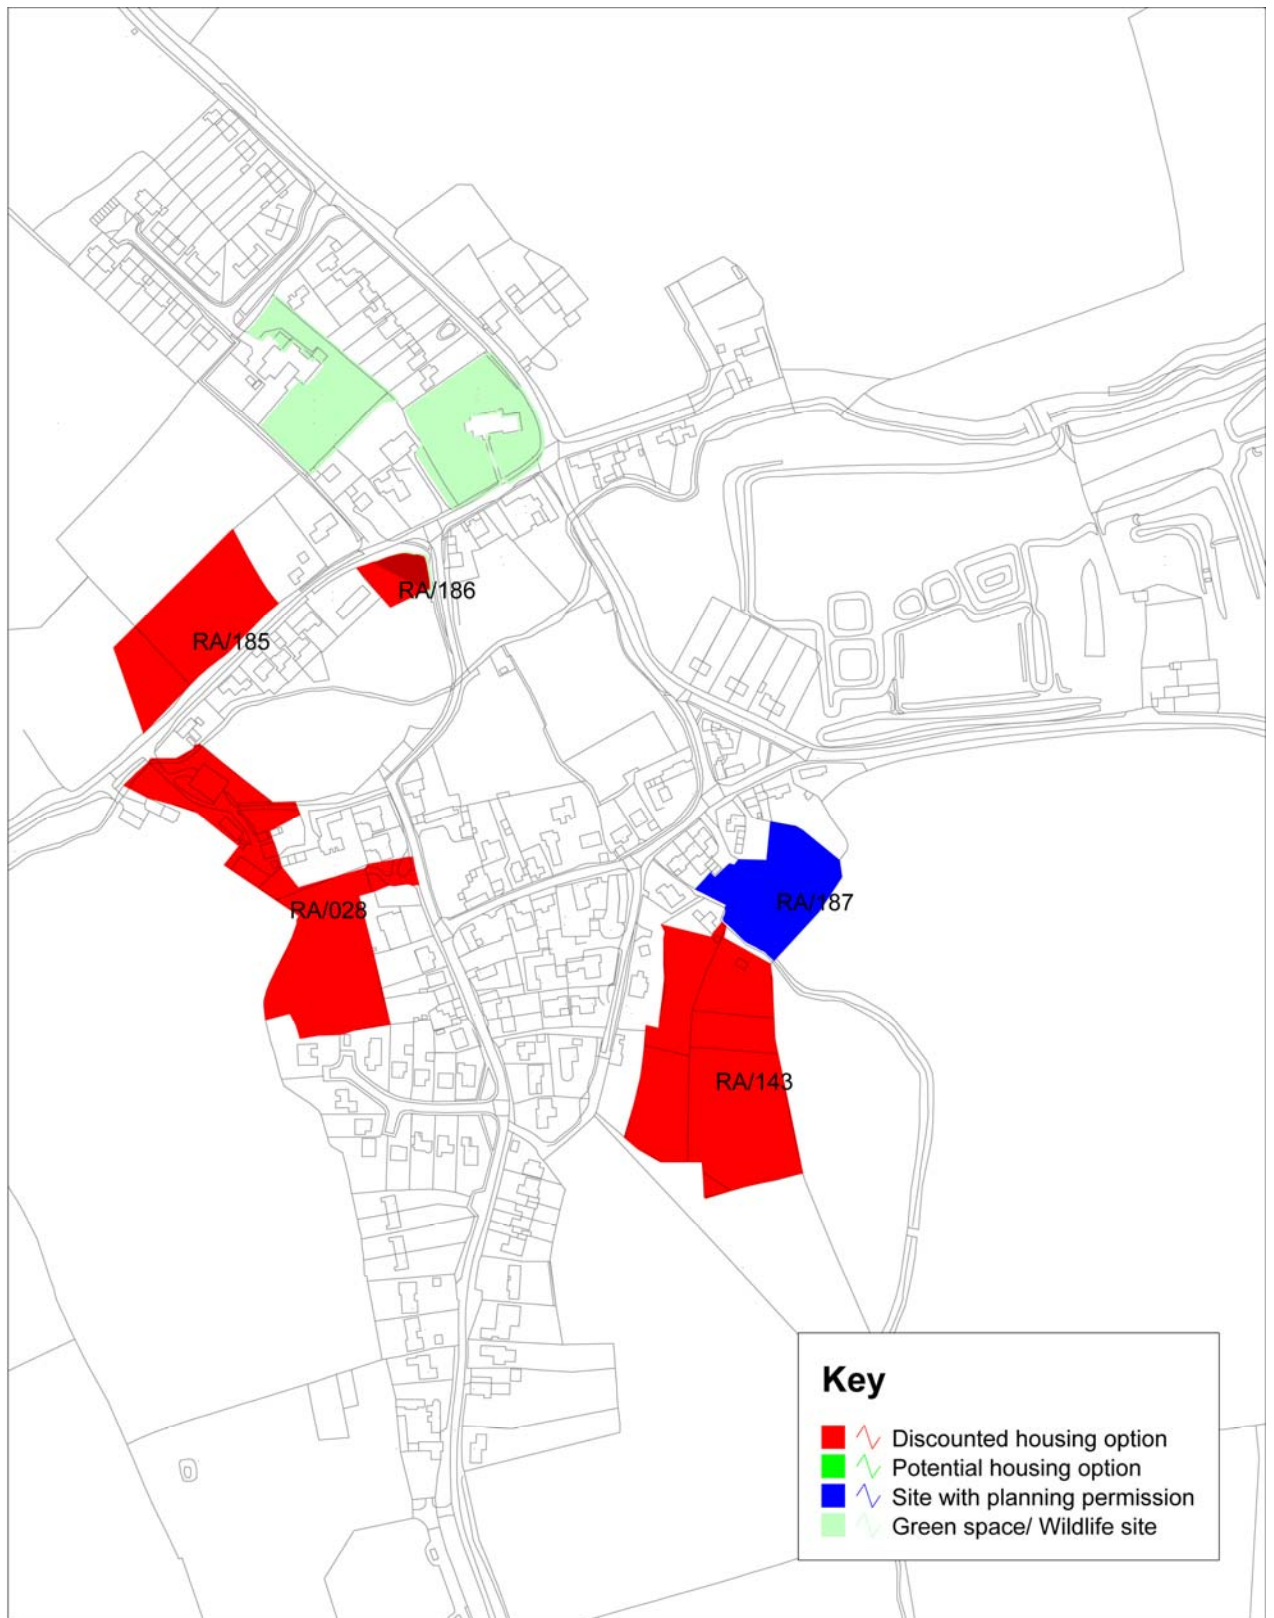 RA/186
RA/185
RA/187
RA/028
RA/143
Key
Discounted housing option
Potential housing option
Site with planning permission
Green space/ Wildlife site